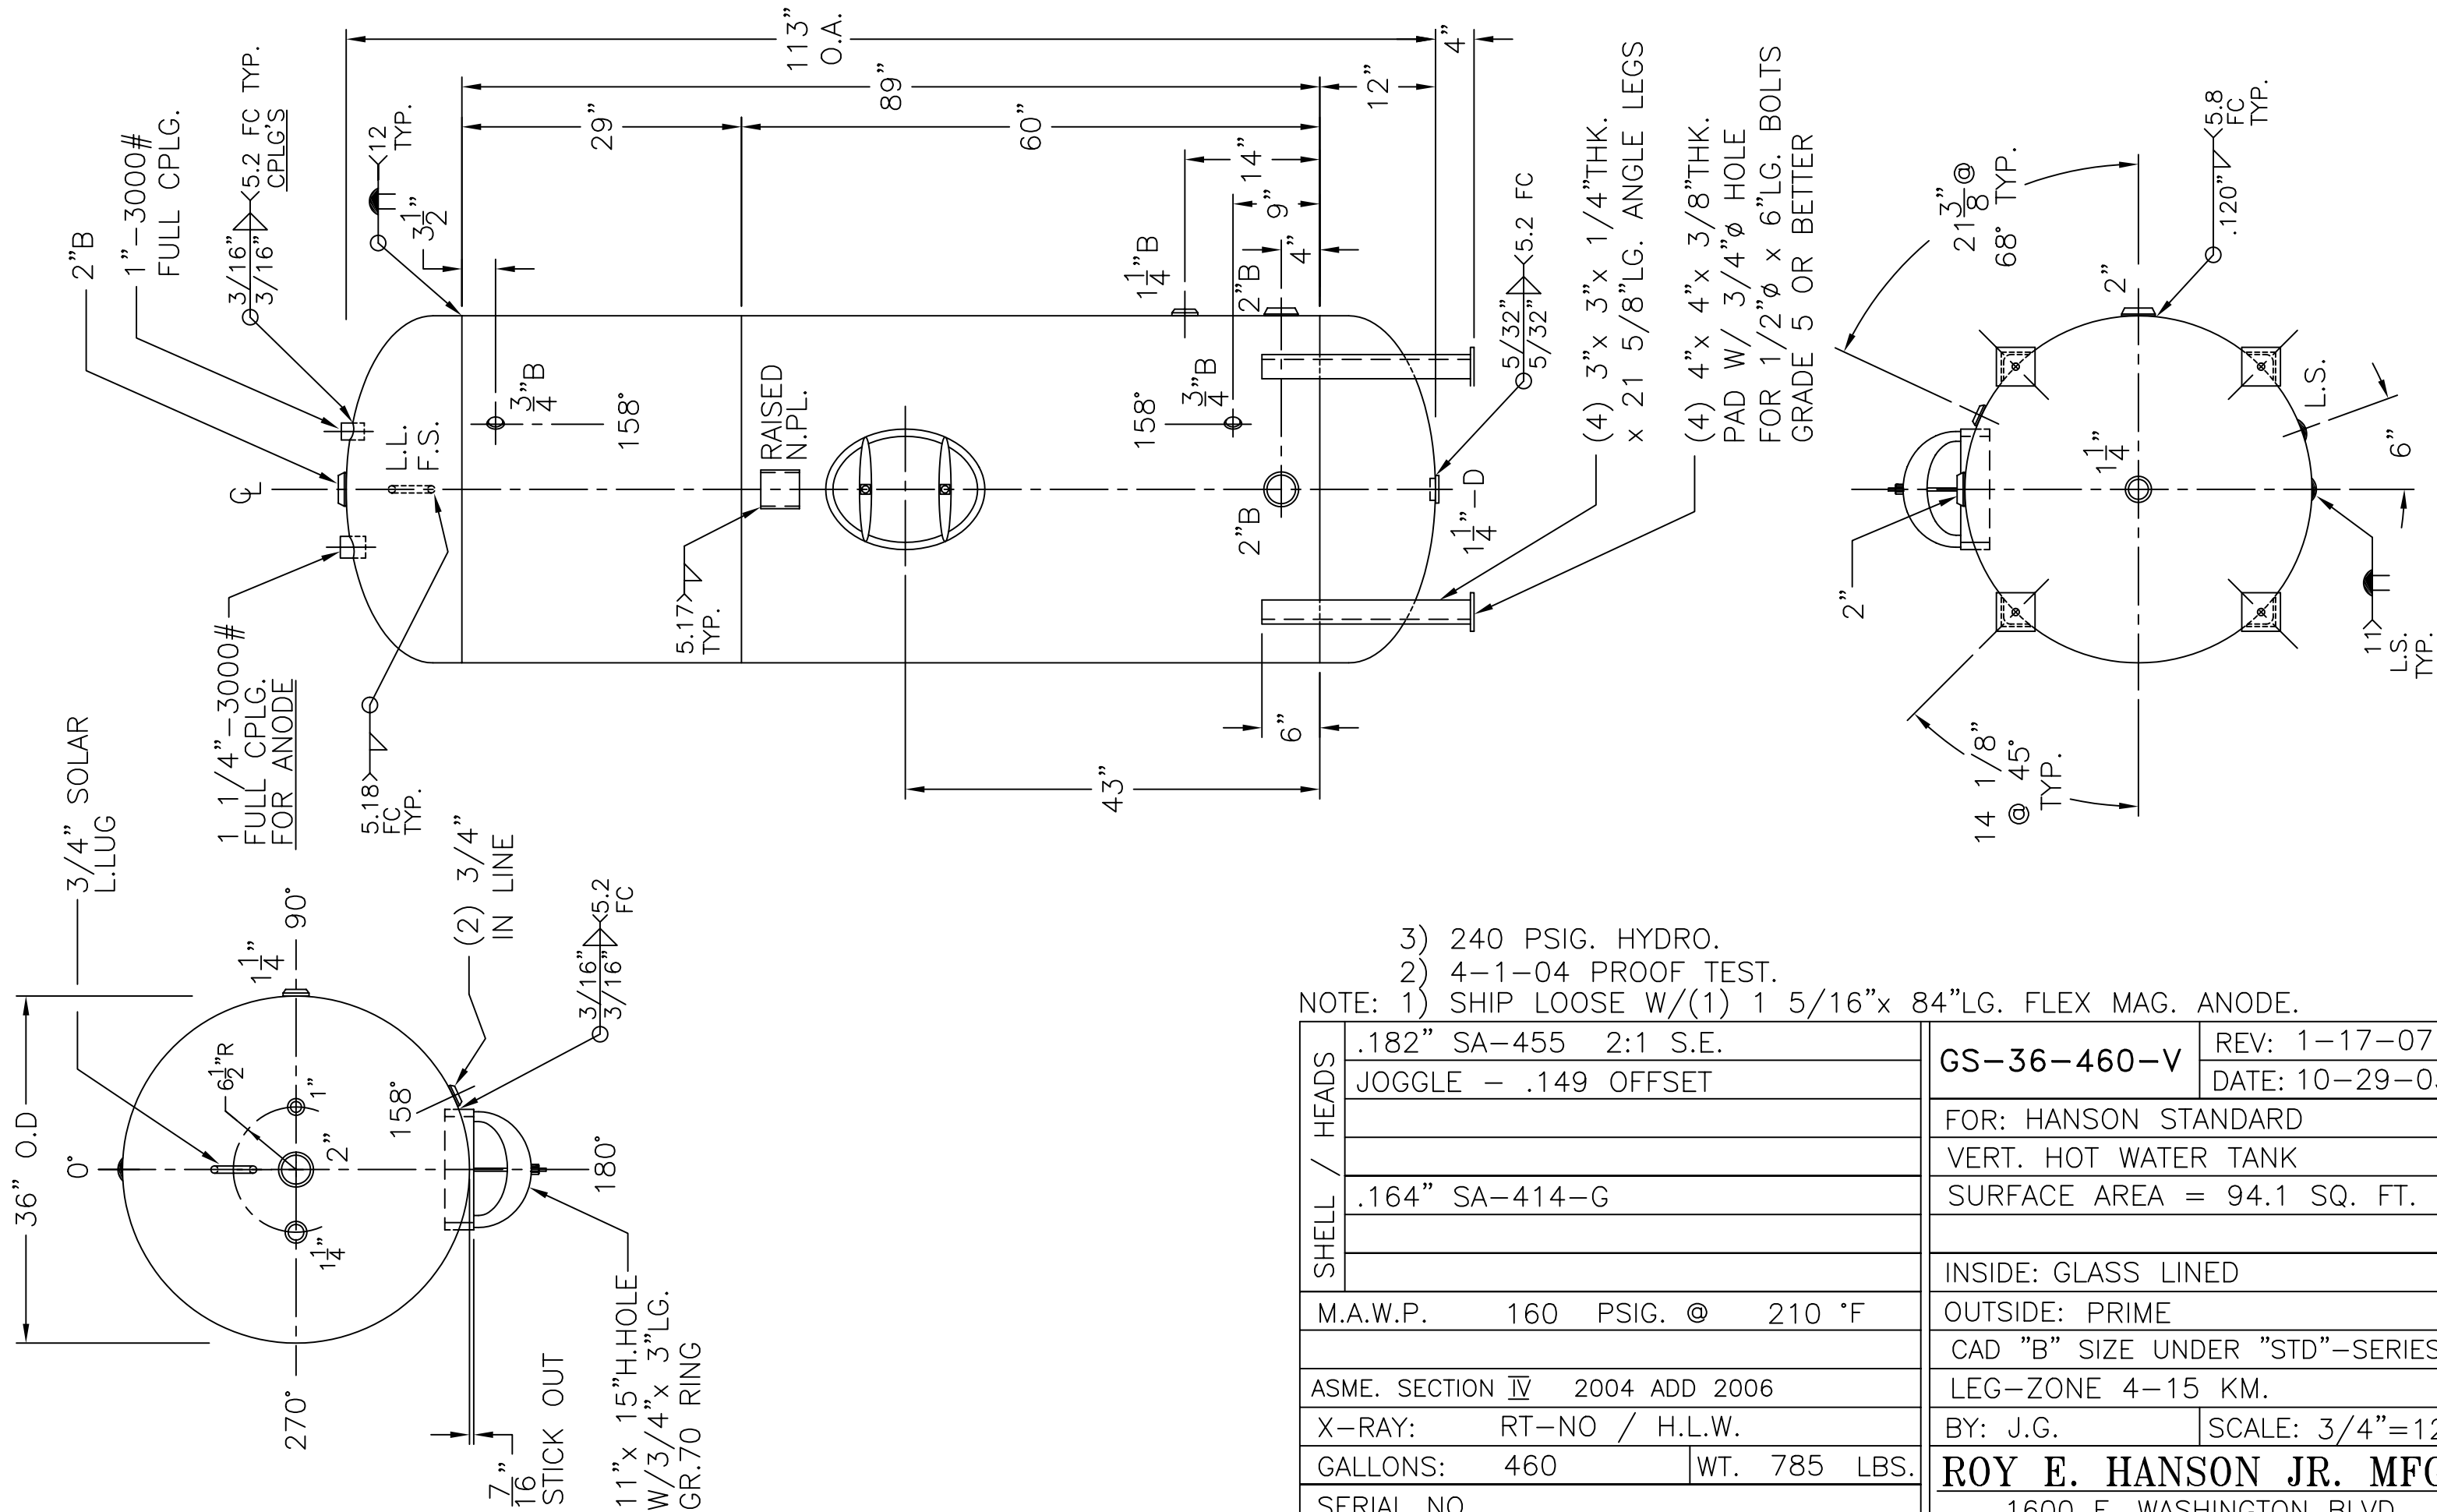 36" O.D
0°
90°
180°
270°
3/4" SOLAR
L.LUG
1 1/4"
6 1/2"R
1"
2"
1 1/4"
158°
(2) 3/4"
IN LINE
3/16"
3/16"
5.2
FC
7/16"
STICK OUT
11"x 15"H.HOLE
W/3/4"x 3"LG.
GR.70 RING
2"B
1"-3000#
FULL CPLG.
3/16"
3/16"
5.2 FC TYP.
CPLG'S
12
TYP.
3 1/2"
1 1/4"-3000#
FULL CPLG.
FOR ANODE
5.18
FC
TYP.
CL
L.L.
F.S.
3/4"B
158°
RAISED
N.PL.
5.17
TYP.
113"
O.A.
89"
29"
60"
14"
9"
4"
12"
4"
1 1/4"B
2"B
158°
3/4"B
2"B
1 1/4"-D
5/32"
5/32"
5.2 FC
6"
43"
(4) 3"x 3"x 1/4"THK.
x 21 5/8"LG. ANGLE LEGS
(4) 4"x 4"x 3/8"THK.
PAD W/ 3/4"ø HOLE
FOR 1/2"ø x 6"LG. BOLTS
GRADE 5 OR BETTER
21 3/8" @
68° TYP.
2"
5.8
FC
TYP.
.120"
2"
1 1/4"
L.S.
6"
11
L.S.
TYP.
14 1/8"
@ 45°
TYP.
3) 240 PSIG. HYDRO.
2) 4-1-04 PROOF TEST.
NOTE: 1) SHIP LOOSE W/(1) 1 5/16"x 84"LG. FLEX MAG. ANODE.
SHELL / HEADS
.182" SA-455 2:1 S.E.
JOGGLE - .149 OFFSET
.164" SA-414-G
M.A.W.P. 160 PSIG. @ 210 °F
ASME. SECTION IV 2004 ADD 2006
X-RAY: RT-NO / H.L.W.
GALLONS: 460 WT. 785 LBS.
SERIAL NO.
GS-36-460-V
REV: 1-17-07
DATE: 10-29-0
FOR: HANSON STANDARD
VERT. HOT WATER TANK
SURFACE AREA = 94.1 SQ. FT.
INSIDE: GLASS LINED
OUTSIDE: PRIME
CAD "B" SIZE UNDER "STD"-SERIES
LEG-ZONE 4-15 KM.
BY: J.G. SCALE: 3/4"=12
ROY E. HANSON JR. MFG
1600 E. WASHINGTON BLVD